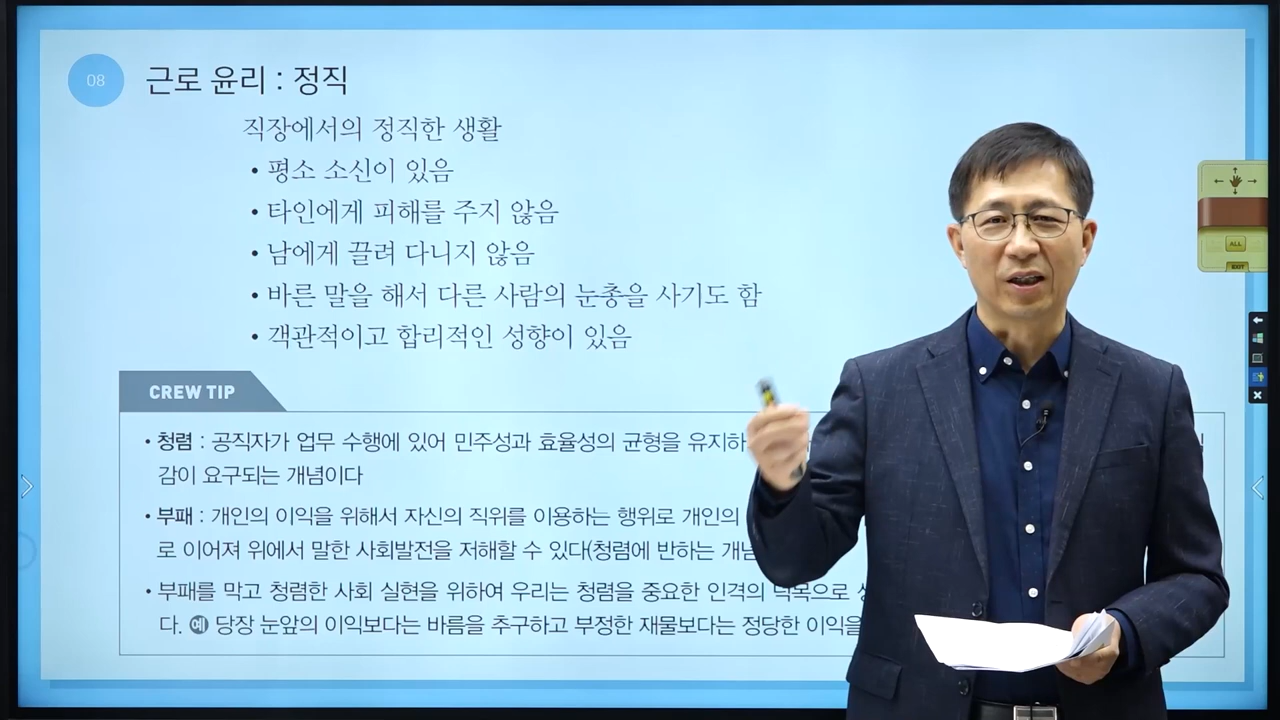 08
근로 윤리 : 정직
직장에서의 정직한 생활
• 평소 소신이 있음
• 타인에게 피해를 주지 않음
• 남에게 끌려 다니지 않음
• 바른 말을 해서 다른 사람의 눈총을 사기도 함
• 객관적이고 합리적인 성향이 있음
CREW TIP
• 청렴 : 공직자가 업무 수행에 있어 민주성과 효율성의 균형을 유지하
감이 요구되는 개념이다
• 부패 : 개인의 이익을 위해서 자신의 직위를 이용하는 행위로 개인의
로 이어져 위에서 말한 사회발전을 저해할 수 있다(청렴에 반하는 개념
• 부패를 막고 청렴한 사회 실현을 위하여 우리는 청렴을 중요한 인격의 덕목으로
다. 예 당장 눈앞의 이익보다는 바름을 추구하고 부정한 재물보다는 정당한 이익을
ALL
EXIT